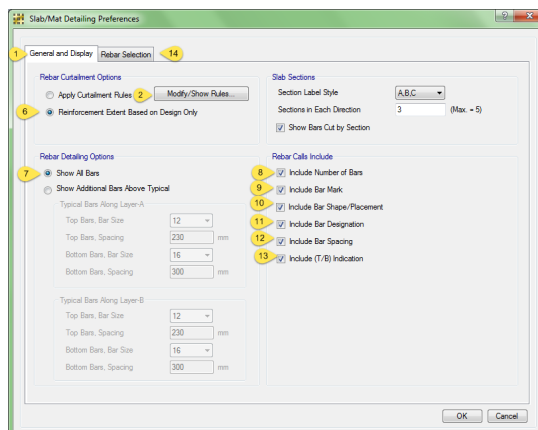 Slab/Mat Detailing Preferences
1 General and Display Rebar Selection 14
Rebar Curtailment Options
Apply Curtailment Rules 2 Modify/Show Rules...
6 Reinforcement Extent Based on Design Only
Slab Sections
Section Label Style A,B,C
Sections in Each Direction 3 (Max. = 5)
Show Bars Cut by Section
Rebar Detailing Options
7 Show All Bars
Show Additional Bars Above Typical
Typical Bars Along Layer-A
Top Bars, Bar Size 12
Top Bars, Spacing 230 mm
Bottom Bars, Bar Size 16
Bottom Bars, Spacing 300 mm
Typical Bars Along Layer-B
Top Bars, Bar Size 12
Top Bars, Spacing 230 mm
Bottom Bars, Bar Size 16
Bottom Bars, Spacing 300 mm
Rebar Calls Include
8 Include Number of Bars
9 Include Bar Mark
10 Include Bar Shape/Placement
11 Include Bar Designation
12 Include Bar Spacing
13 Include (T/B) Indication
OK Cancel